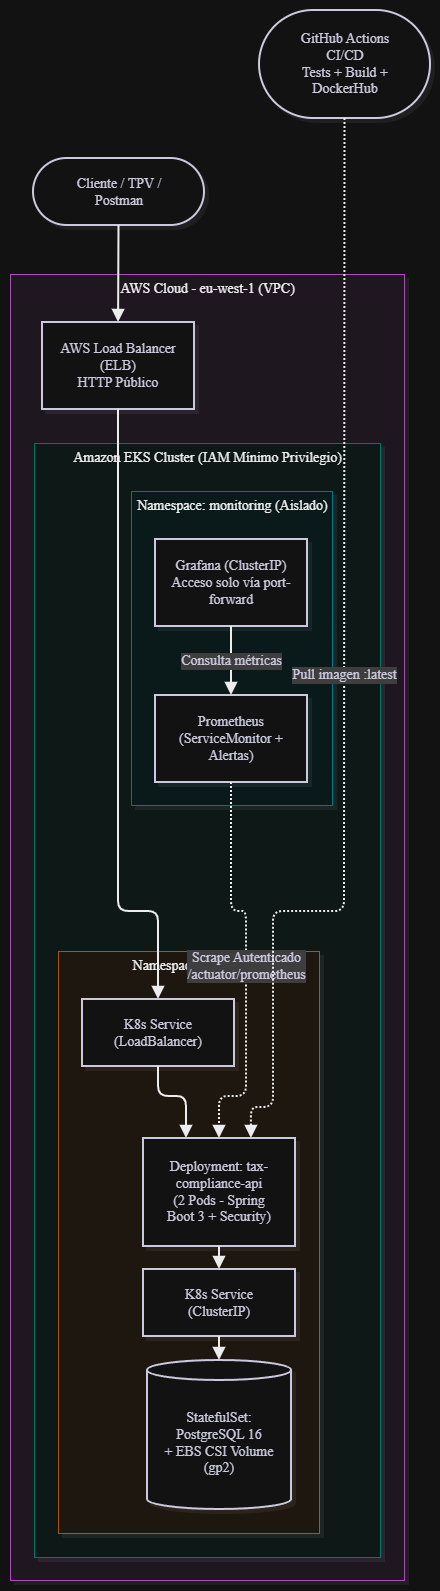 GitHub Actions
CI/CD
Tests + Build +
DockerHub
Cliente / TPV /
Postman
AWS Cloud - eu-west-1 (VPC)
AWS Load Balancer
(ELB)
HTTP Público
Amazon EKS Cluster (IAM Mínimo Privilegio)
Namespace: monitoring (Aislado)
Grafana (ClusterIP)
Acceso solo vía port-
forward
Consulta métricas
Pull imagen :latest
Prometheus
(ServiceMonitor +
Alertas)
Scrape Autenticado
/actuator/prometheus
K8s Service
(LoadBalancer)
Deployment: tax-
compliance-api
(2 Pods - Spring
Boot 3 + Security)
K8s Service
(ClusterIP)
StatefulSet:
PostgreSQL 16
+ EBS CSI Volume
(gp2)